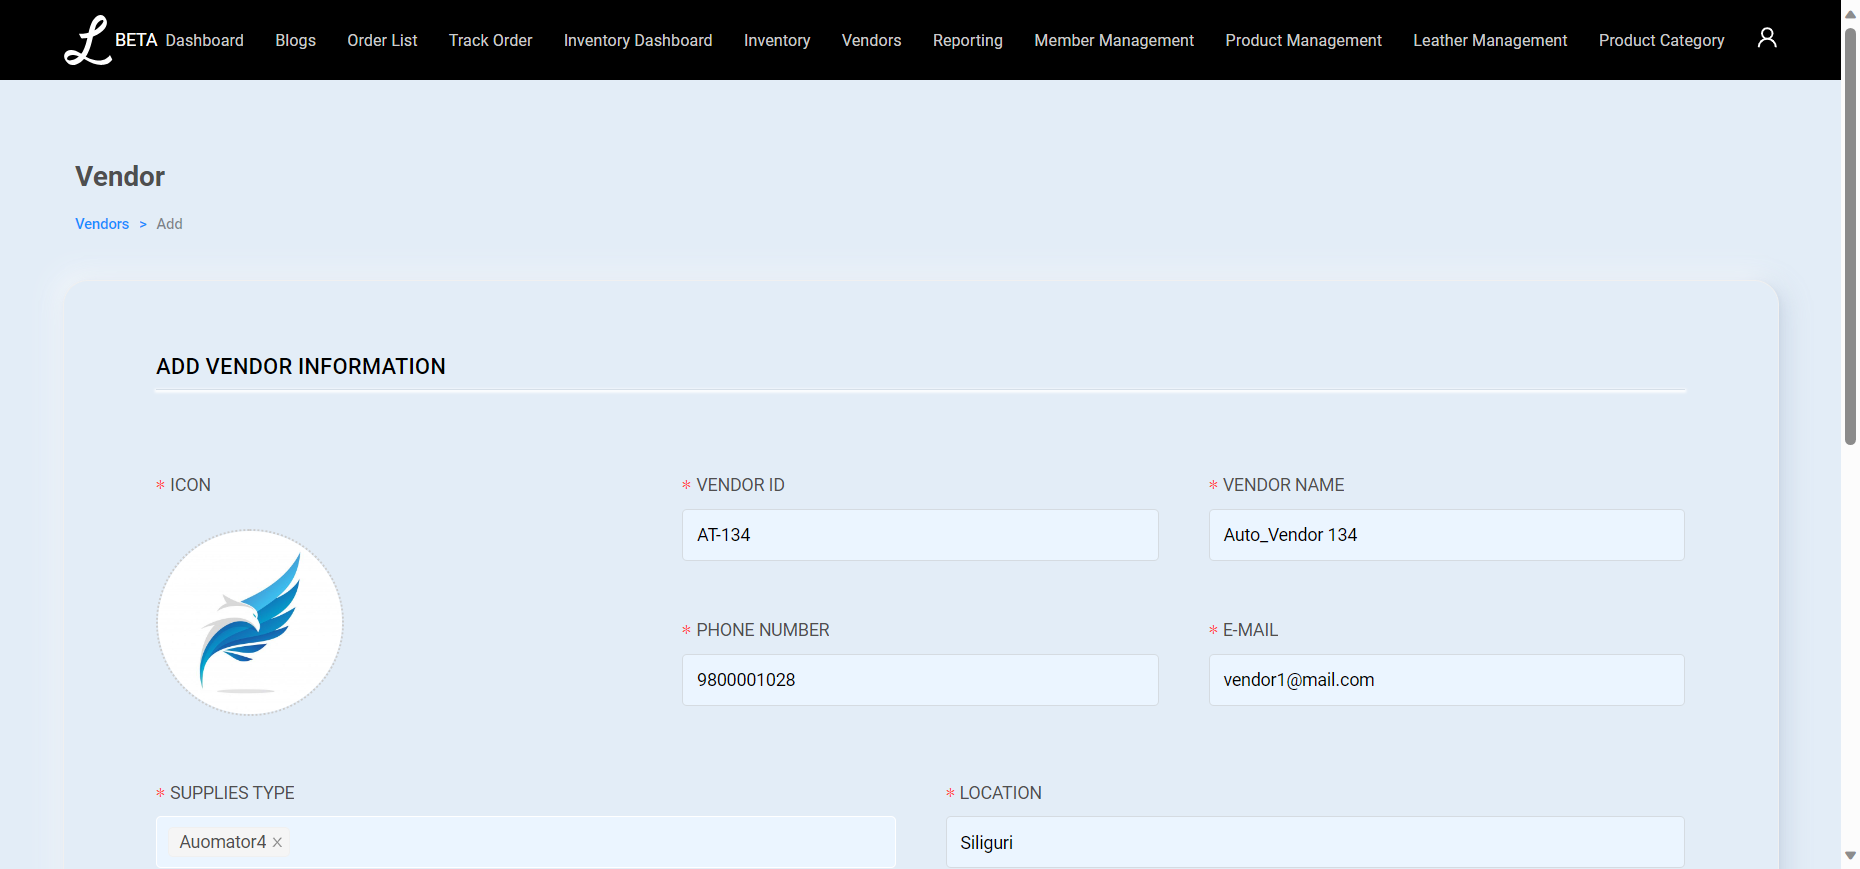 L BETA Dashboard Blogs Order List Track Order Inventory Dashboard Inventory Vendors Reporting Member Management Product Management Leather Management Product Category
Vendor
Vendors > Add
ADD VENDOR INFORMATION
* ICON
* VENDOR ID
* VENDOR NAME
AT-134
Auto_Vendor 134
* PHONE NUMBER
* E-MAIL
9800001028
vendor1@mail.com
* SUPPLIES TYPE
* LOCATION
Auomator4 ×
Siliguri